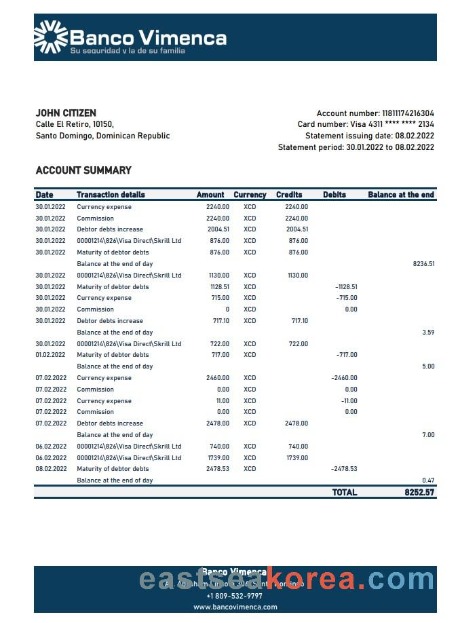 Banco Vimenca
Su seguridad y la de su familia
JOHN CITIZEN
Calle El Retiro, 10150,
Santo Domingo, Dominican Republic
Account number: 11811174216304
Card number: Visa 4311 **** **** 2134
Statement issuing date: 08.02.2022
Statement period: 30.01.2022 to 08.02.2022
ACCOUNT SUMMARY
Date Transaction details Amount Currency Credits Debits Balance at the end
30.01.2022 Currency expense 2240.00 XCD 2240.00
30.01.2022 Commission 2240.00 XCD 2240.00
30.01.2022 Debtor debts increase 2004.51 XCD 2004.51
30.01.2022 00001214\826\Visa Direct\Skrill Ltd 876.00 XCD 876.00
30.01.2022 Maturity of debtor debts 876.00 XCD 876.00
Balance at the end of day 8236.51
30.01.2022 00001214\826\Visa Direct\Skrill Ltd 1130.00 XCD 1130.00
30.01.2022 Maturity of debtor debts 1128.51 XCD -1128.51
30.01.2022 Currency expense 715.00 XCD -715.00
30.01.2022 Commission 0 XCD 0.00
30.01.2022 Debtor debts increase 717.10 XCD 717.10
Balance at the end of day 3.59
30.01.2022 00001214\826\Visa Direct\Skrill Ltd 722.00 XCD 722.00
01.02.2022 Maturity of debtor debts 717.00 XCD -717.00
Balance at the end of day 5.00
07.02.2022 Currency expense 2460.00 XCD -2460.00
07.02.2022 Commission 0.00 XCD 0.00
07.02.2022 Currency expense 11.00 XCD -11.00
07.02.2022 Commission 0.00 XCD 0.00
07.02.2022 Debtor debts increase 2478.00 XCD 2478.00
Balance at the end of day 7.00
06.02.2022 00001214\826\Visa Direct\Skrill Ltd 740.00 XCD 740.00
06.02.2022 00001214\826\Visa Direct\Skrill Ltd 1739.00 XCD 1739.00
08.02.2022 Maturity of debtor debts 2478.53 XCD -2478.53
Balance at the end of day 0.47
TOTAL 8252.57
Banco Vimenca
eastseakorea.com
+1 809-532-9797
www.bancovimenca.com